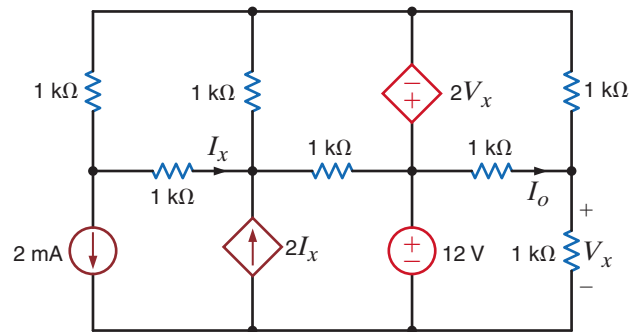 1 kΩ 1 kΩ − + 2Vx 1 kΩ
Ix 1 kΩ 1 kΩ
1 kΩ Io
2 mA 2Ix + − 12 V 1 kΩ + Vx −